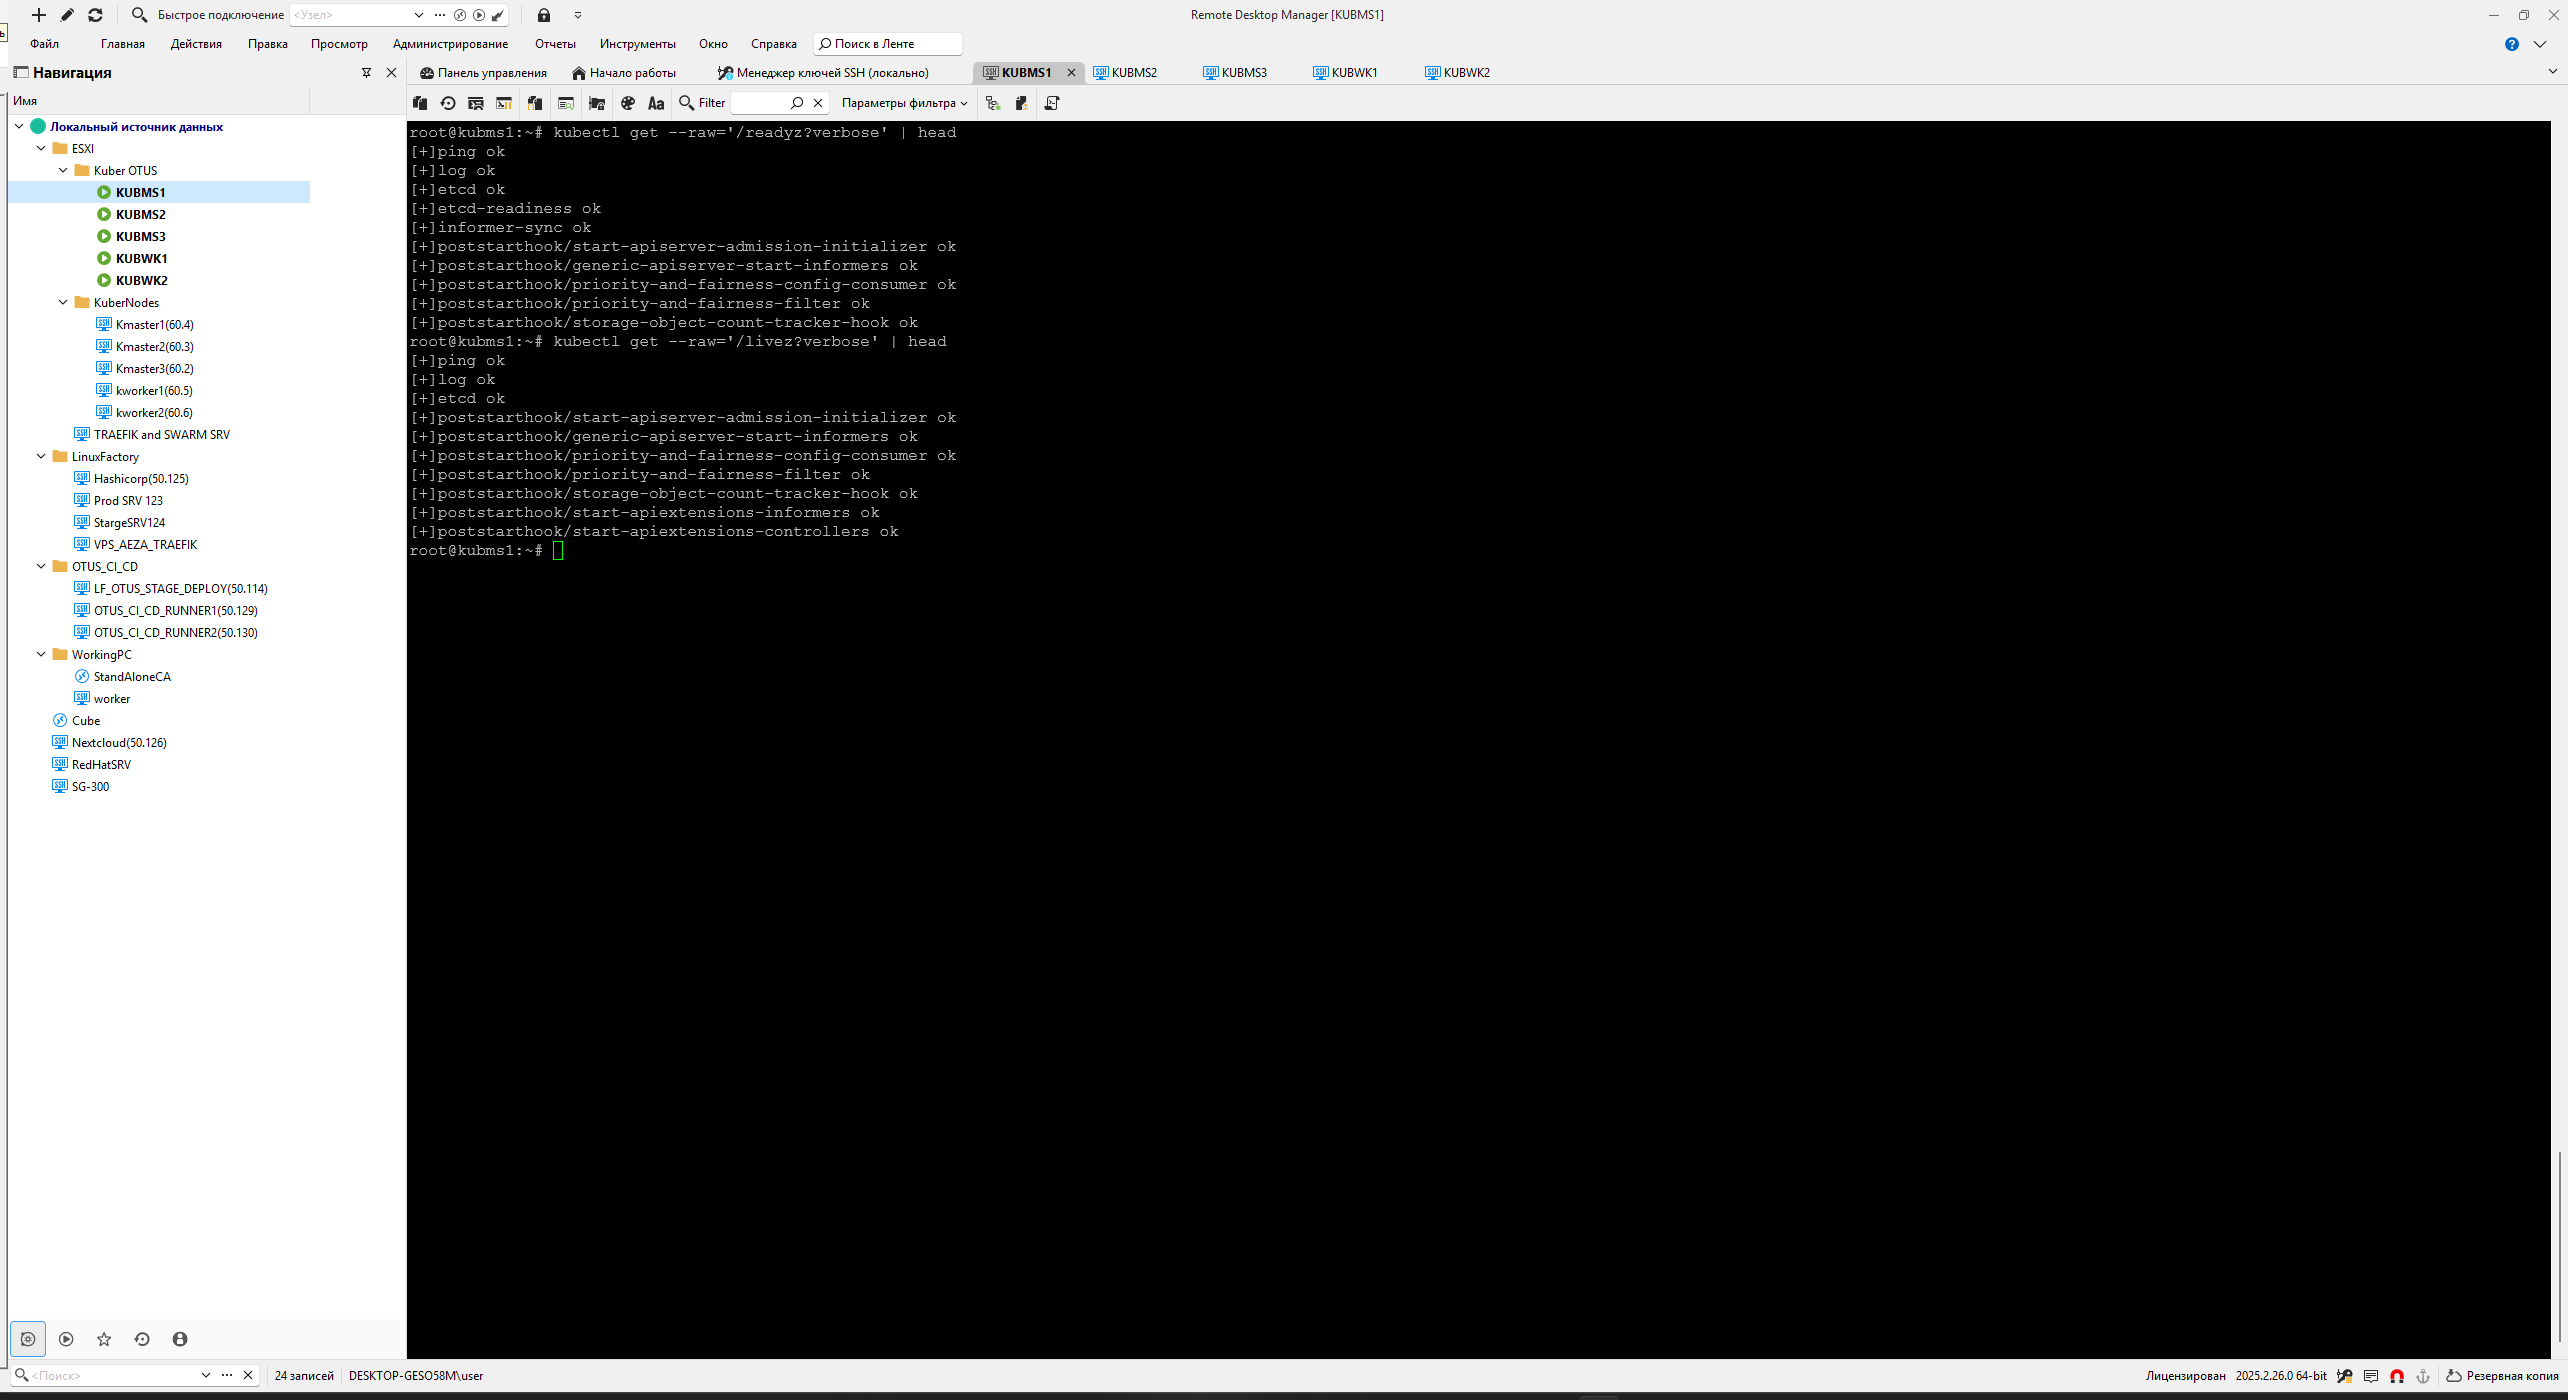 Быстрое подключение
<Узел>
Remote Desktop Manager [KUBMS1]
Файл
Главная
Действия
Правка
Просмотр
Администрирование
Отчеты
Инструменты
Окно
Справка
Поиск в Ленте
Навигация
Панель управления
Начало работы
Менеджер ключей SSH (локально)
KUBMS1
KUBMS2
KUBMS3
KUBWK1
KUBWK2
Имя
Filter
Параметры фильтра
Локальный источник данных
ESXI
Kuber OTUS
KUBMS1
KUBMS2
KUBMS3
KUBWK1
KUBWK2
KuberNodes
Kmaster1(60.4)
Kmaster2(60.3)
Kmaster3(60.2)
kworker1(60.5)
kworker2(60.6)
TRAEFIK and SWARM SRV
LinuxFactory
Hashicorp(50.125)
Prod SRV 123
StargeSRV124
VPS_AEZA_TRAEFIK
OTUS_CI_CD
LF_OTUS_STAGE_DEPLOY(50.114)
OTUS_CI_CD_RUNNER1(50.129)
OTUS_CI_CD_RUNNER2(50.130)
WorkingPC
StandAloneCA
worker
Cube
Nextcloud(50.126)
RedHatSRV
SG-300
root@kubms1:~# kubectl get --raw='/readyz?verbose' | head
[+]ping ok
[+]log ok
[+]etcd ok
[+]etcd-readiness ok
[+]informer-sync ok
[+]poststarthook/start-apiserver-admission-initializer ok
[+]poststarthook/generic-apiserver-start-informers ok
[+]poststarthook/priority-and-fairness-config-consumer ok
[+]poststarthook/priority-and-fairness-filter ok
[+]poststarthook/storage-object-count-tracker-hook ok
root@kubms1:~# kubectl get --raw='/livez?verbose' | head
[+]ping ok
[+]log ok
[+]etcd ok
[+]poststarthook/start-apiserver-admission-initializer ok
[+]poststarthook/generic-apiserver-start-informers ok
[+]poststarthook/priority-and-fairness-config-consumer ok
[+]poststarthook/priority-and-fairness-filter ok
[+]poststarthook/storage-object-count-tracker-hook ok
[+]poststarthook/start-apiextensions-informers ok
[+]poststarthook/start-apiextensions-controllers ok
root@kubms1:~#
<Поиск>
24 записей
DESKTOP-GESO58M\user
Лицензирован
2025.2.26.0 64-bit
Резервная копия